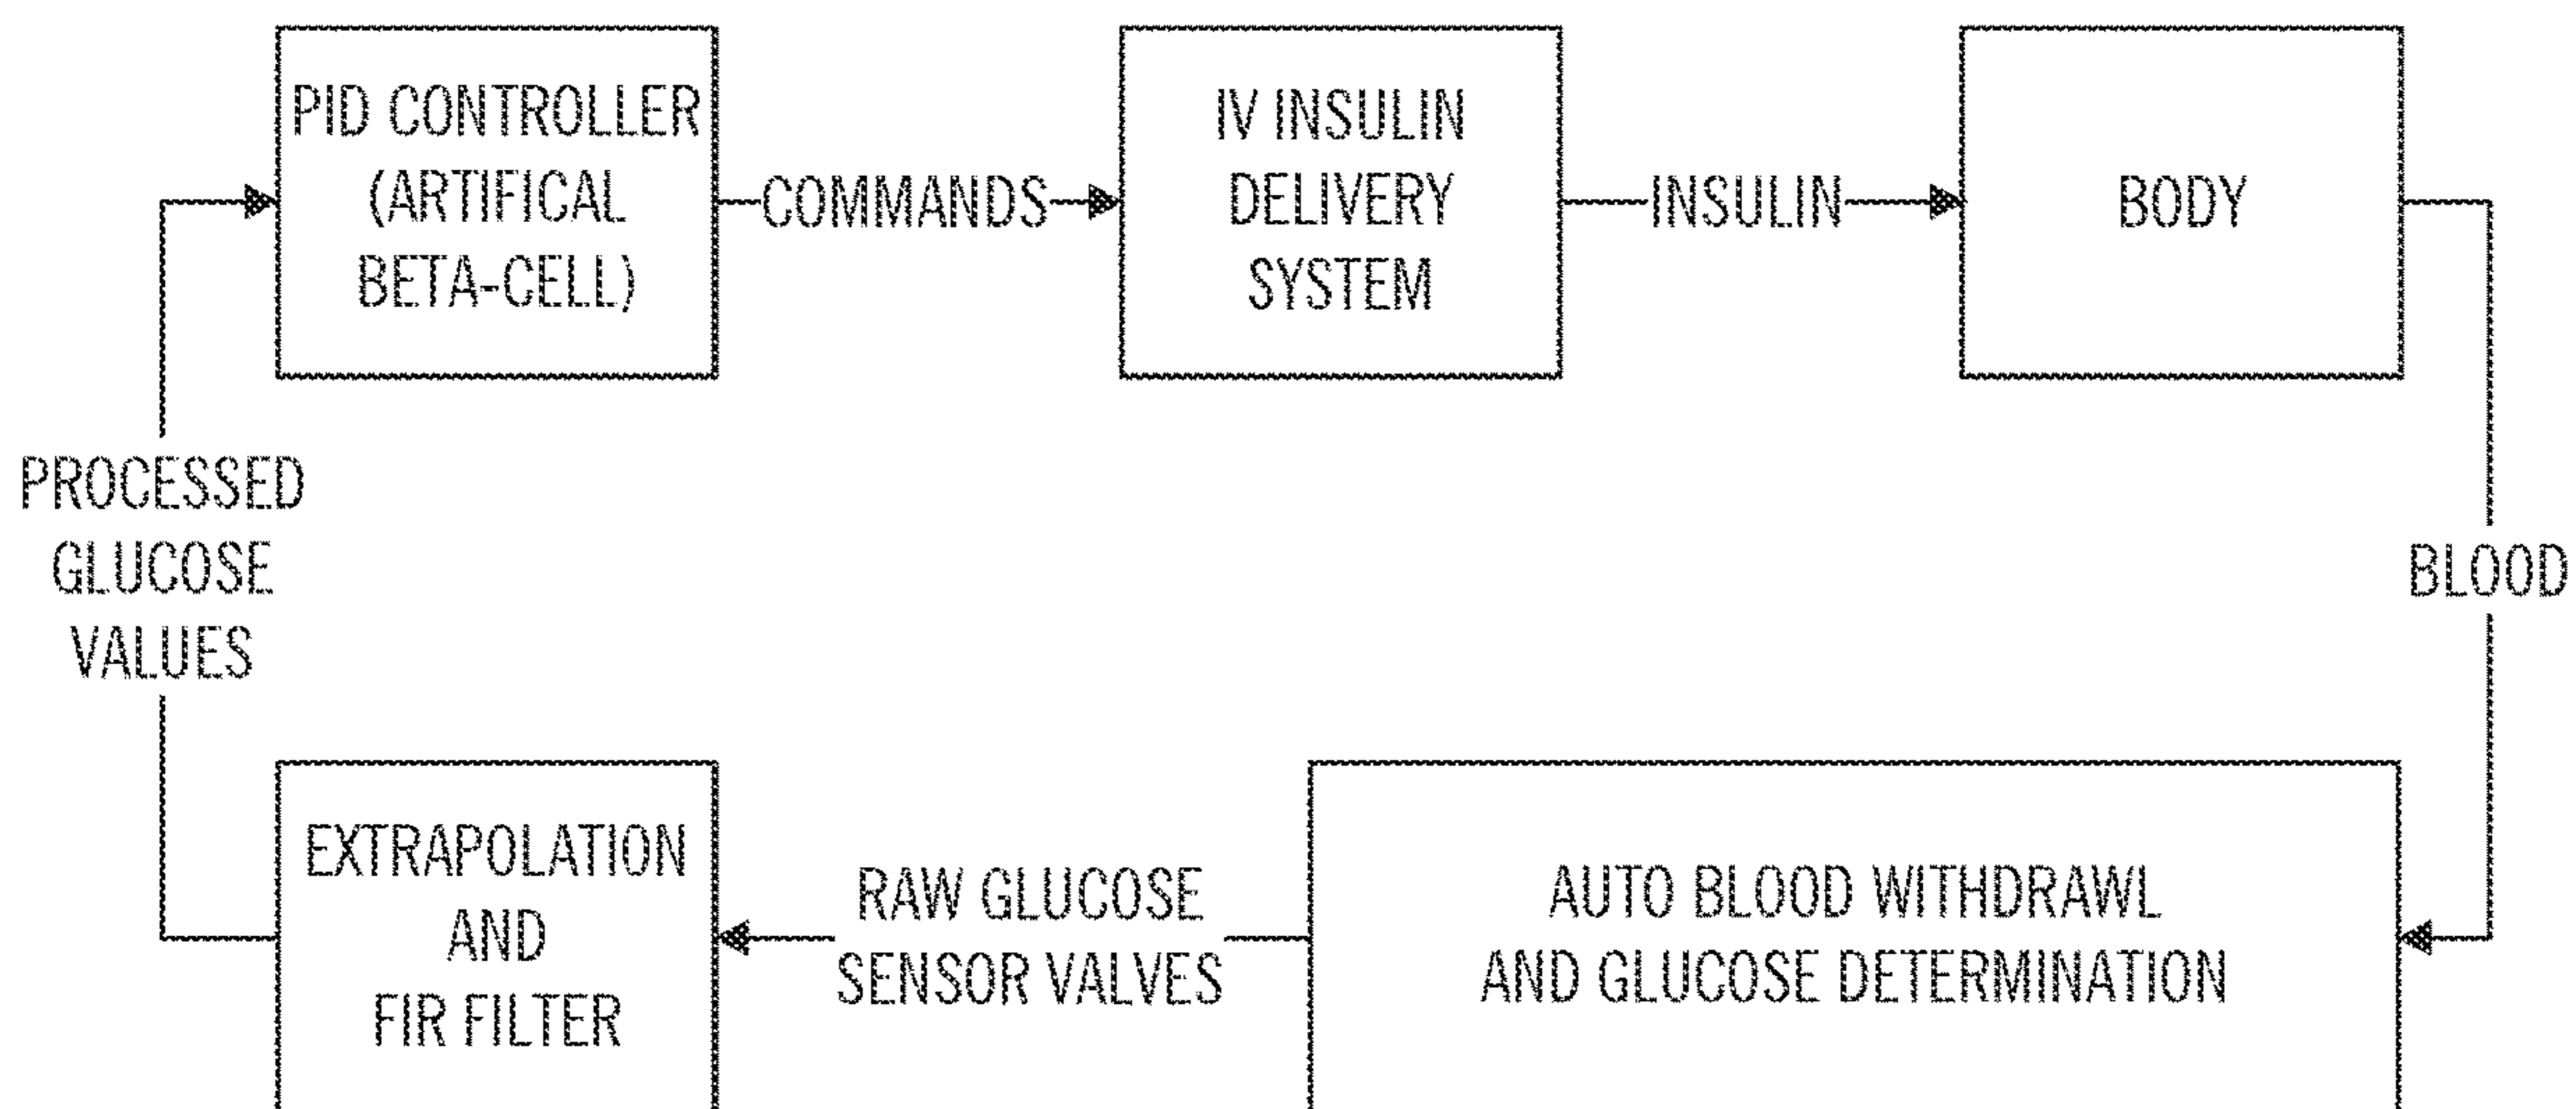 PID CONTROLLER
(ARTIFICAL
BETA-CELL)
COMMANDS
IV INSULIN
DELIVERY
SYSTEM
INSULIN
BODY
PROCESSED
GLUCOSE
VALUES
BLOOD
EXTRAPOLATION
AND
FIR FILTER
RAW GLUCOSE
SENSOR VALVES
AUTO BLOOD WITHDRAWL
AND GLUCOSE DETERMINATION